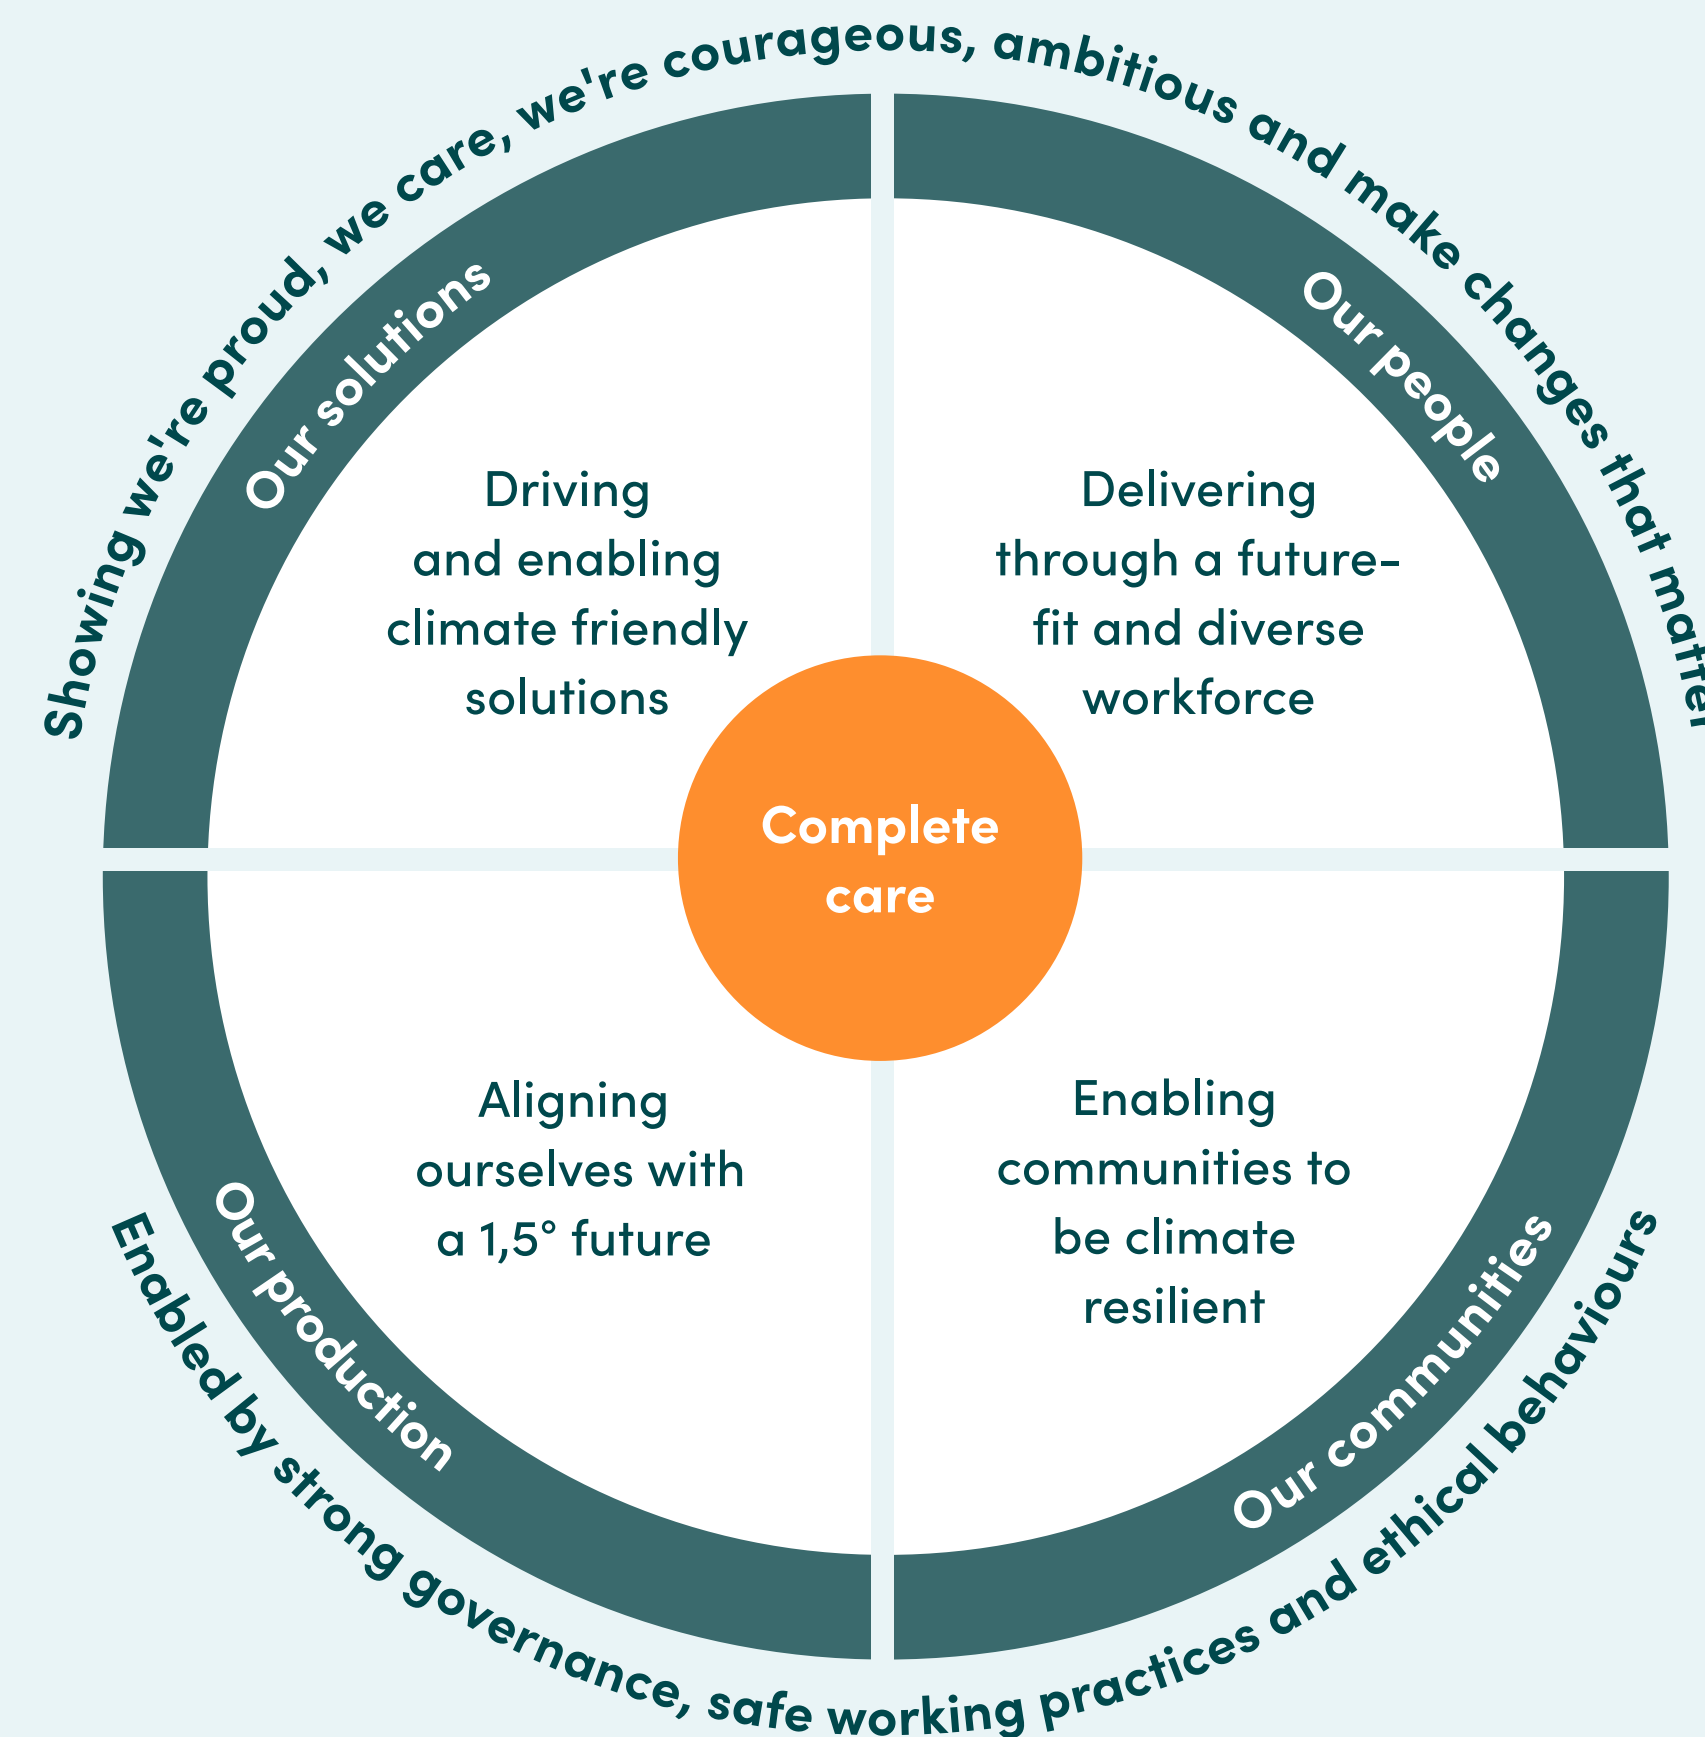 Showing we're proud, we care, we're courageous, ambitious and make changes that matter
Our solutions
Driving
and enabling
climate friendly
solutions
Our people
Delivering
through a future-
fit and diverse
workforce
Complete
care
Our production
Aligning
ourselves with
a 1,5° future
Our communities
Enabling
communities to
be climate
resilient
Enabled by strong governance, safe working practices and ethical behaviours